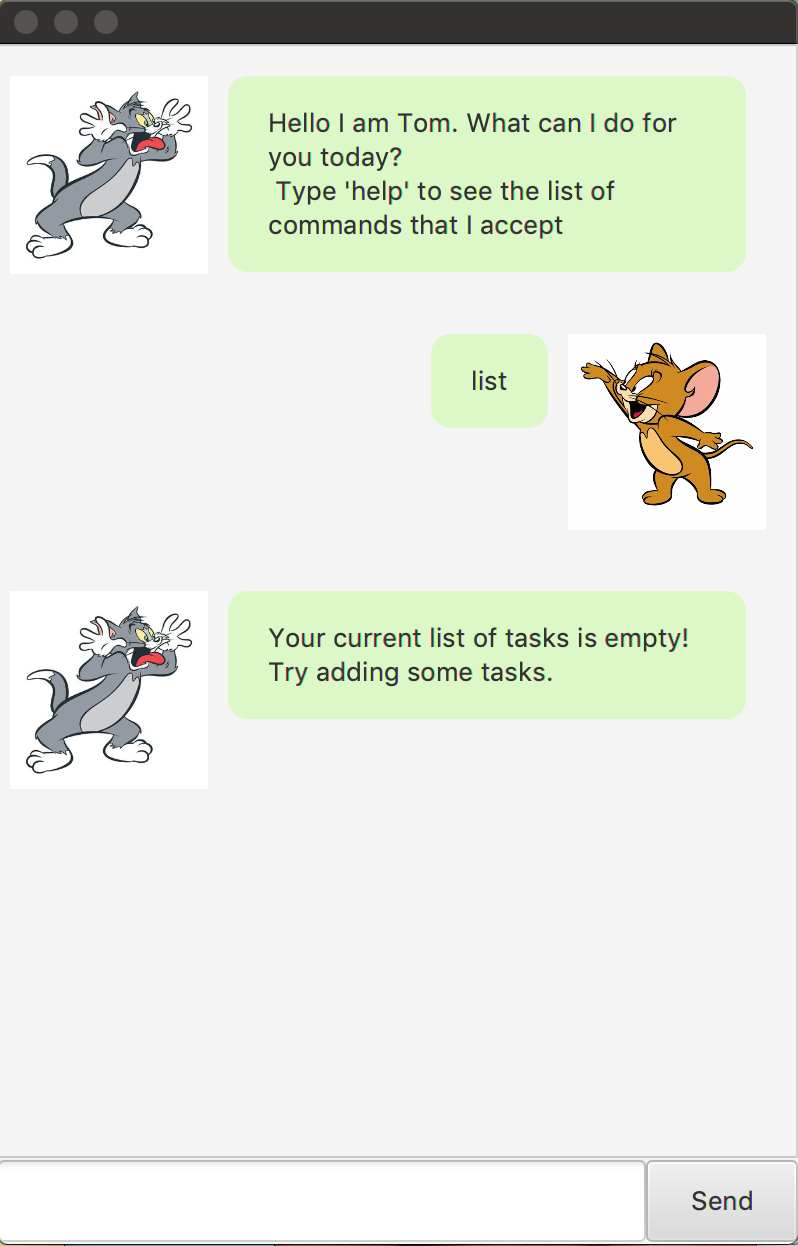 Hello I am Tom. What can I do for
you today?
Type 'help' to see the list of
commands that I accept
list
Your current list of tasks is empty!
Try adding some tasks.
Send